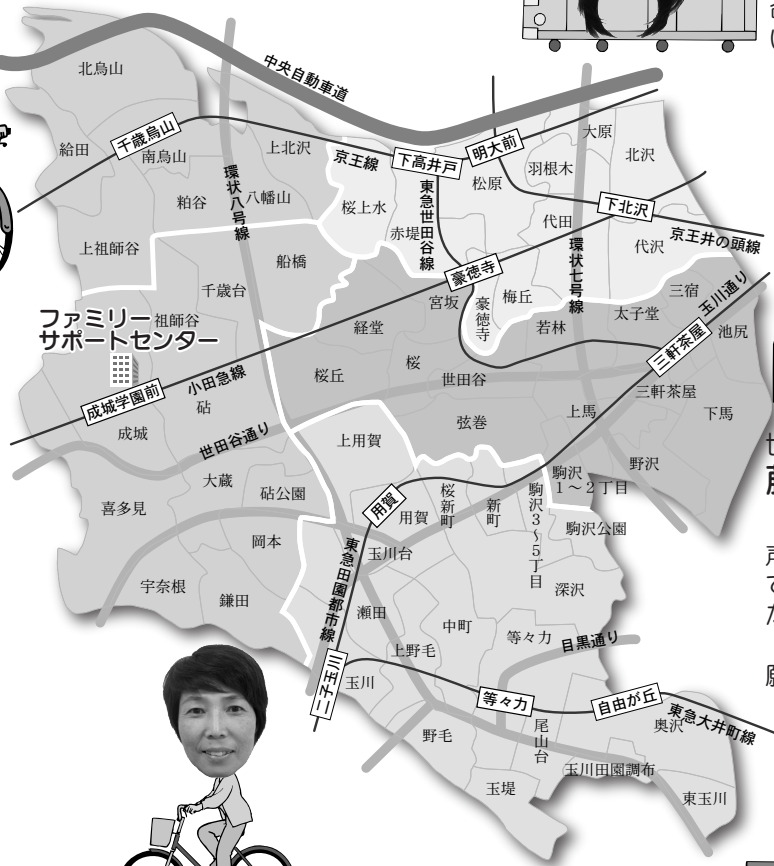 中央自動車道
北烏山
給田
千歳烏山
南烏山
上北沢
粕谷
環状八号線
八幡山
上祖師谷
京王線
下高井戸
明大前
大原
北沢
羽根木
松原
桜上水
東急世田谷線
赤堤
代田
下北沢
京王井の頭線
代沢
環状七号線
船橋
千歳台
豪徳寺
宮坂
豪徳寺
梅丘
若林
太子堂
三宿
玉川通り
池尻
ファミリー
サポートセンター
祖師谷
経堂
桜
桜丘
世田谷
三軒茶屋
三軒茶屋
下馬
上馬
成城学園前
小田急線
砧
成城
世田谷通り
上用賀
弦巻
野沢
大蔵
砧公園
喜多見
用賀
用賀
桜新町
新町
駒沢3～5丁目
駒沢
1～2丁目
駒沢公園
岡本
玉川台
東急田園都市線
深沢
宇奈根
鎌田
瀬田
中町
等々力
目黒通り
上野毛
二子玉川
玉川
等々力
自由が丘
東急大井町線
奥沢
野毛
尾山台
玉川田園調布
玉堤
東玉川